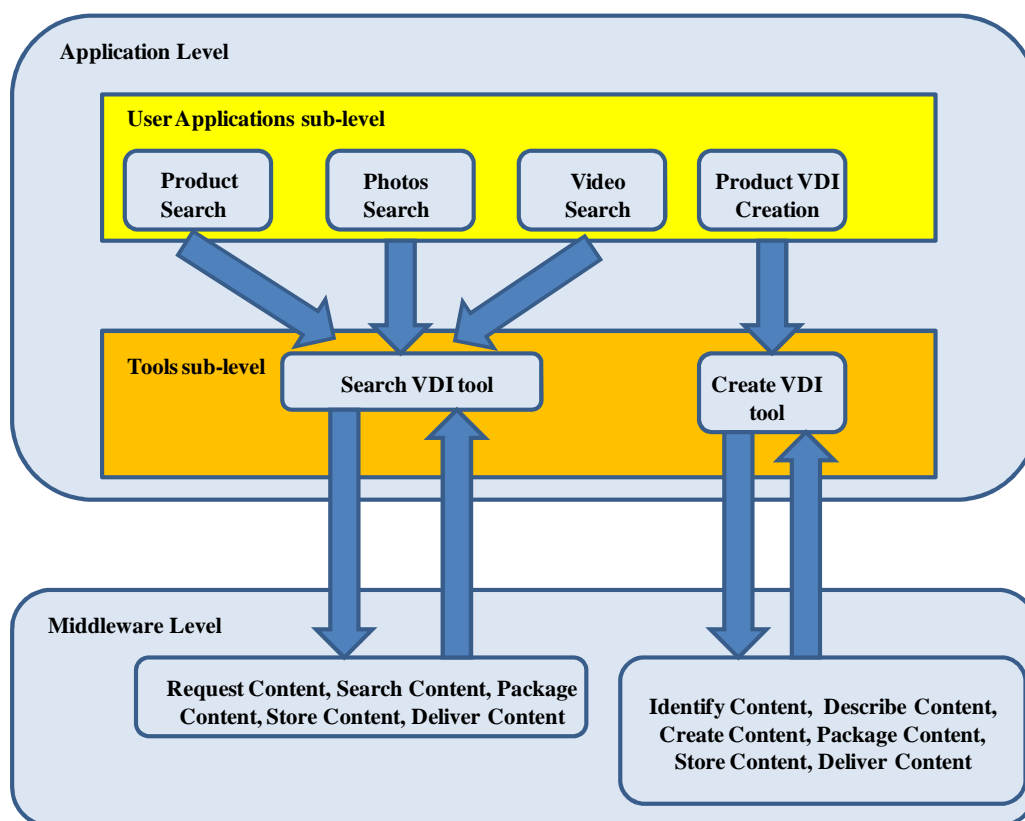 Application Level
User Applications sub-level
Product
Search
Photos
Search
Video
Search
Product VDI
Creation
Tools sub-level
Search VDI tool
Create VDI
tool
Middleware Level
Request Content, Search Content, Package
Content, Store Content, Deliver Content
Identify Content, Describe Content,
Create Content, Package Content,
Store Content, Deliver Content